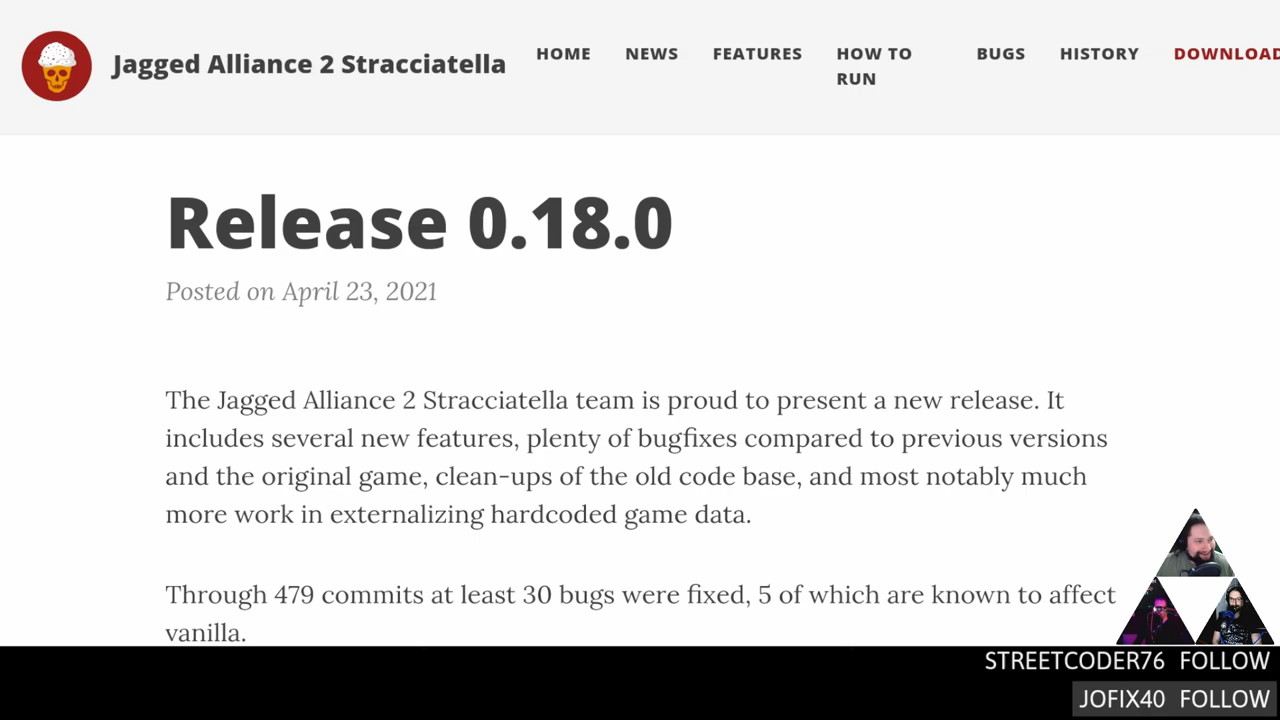 Jagged Alliance 2 Stracciatella
HOME NEWS FEATURES HOW TO RUN BUGS HISTORY DOWNLOAD
Release 0.18.0
Posted on April 23, 2021
The Jagged Alliance 2 Stracciatella team is proud to present a new release. It
includes several new features, plenty of bugfixes compared to previous versions
and the original game, clean-ups of the old code base, and most notably much
more work in externalizing hardcoded game data.
Through 479 commits at least 30 bugs were fixed, 5 of which are known to affect
vanilla.
STREETCODER76 FOLLOW
JOFIX40 FOLLOW